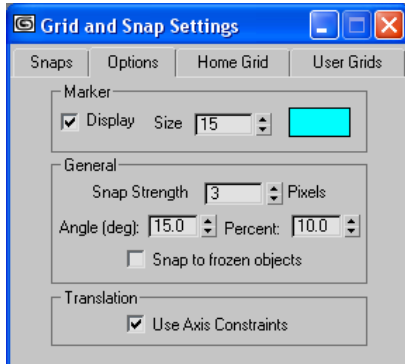 Grid and Snap Settings
Snaps Options Home Grid User Grids
Marker
Display Size 15
General
Snap Strength 3 Pixels
Angle (deg): 15.0 Percent: 10.0
Snap to frozen objects
Translation
Use Axis Constraints